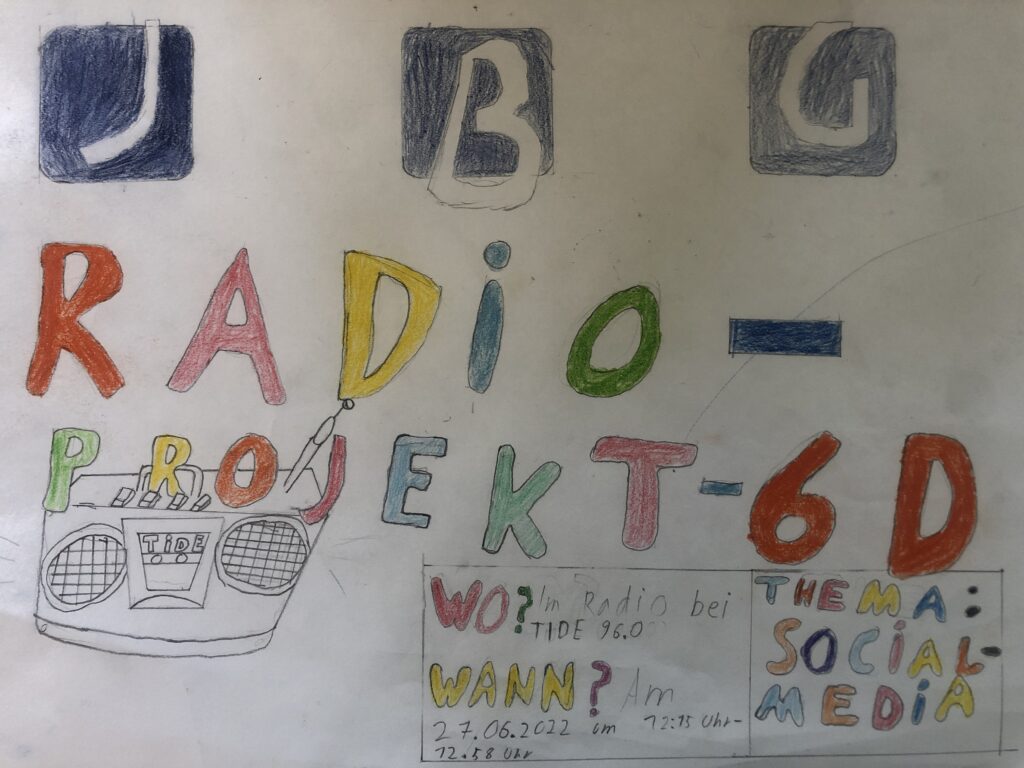 JBG
RADiO-
PROJEKT-6D
TiDE
WO? Im Radio bei
TIDE 96.0
WANN? Am
27.06.2022 um 12:15 Uhr-
12.58 Uhr
THEMA:
SOCiAL-
MEDiA